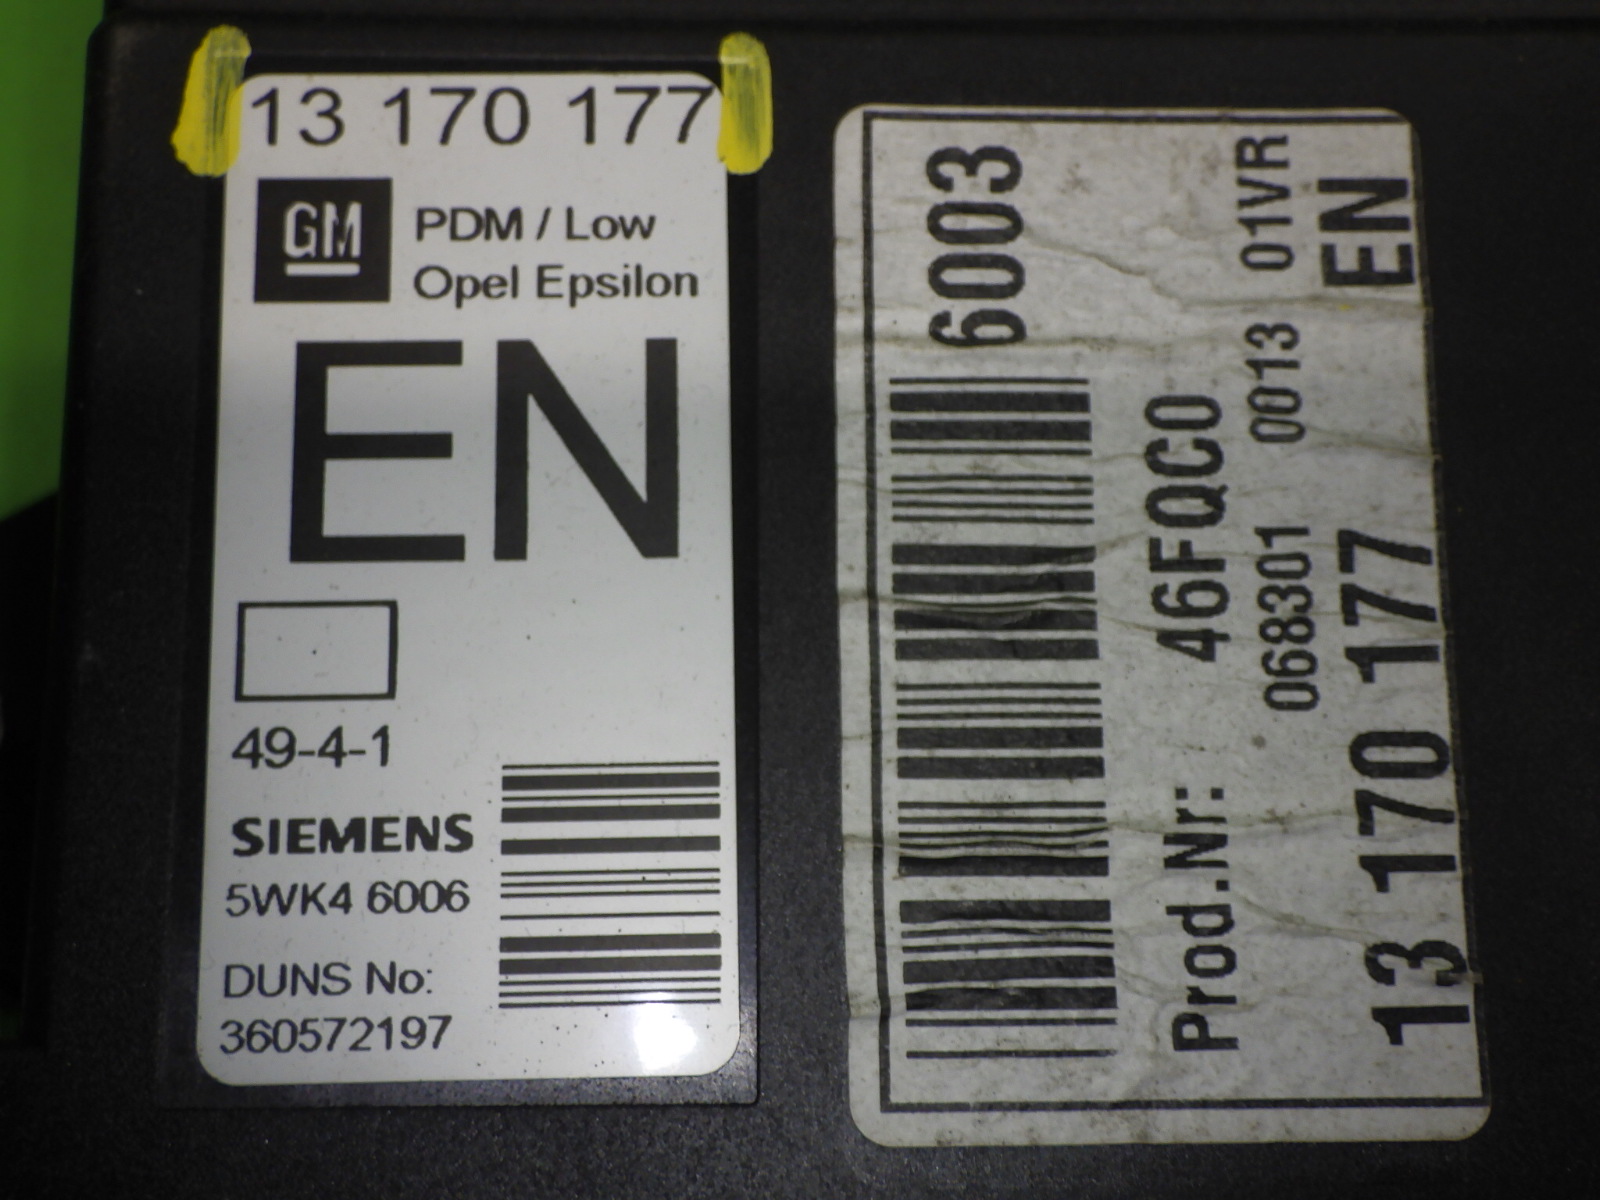 13 170 177
GM
PDM / Low
Opel Epsilon
EN
49-4-1
SIEMENS
5WK4 6006
DUNS No:
360572197
6003
Prod.Nr: 46FQC0
068301 0013 01VR
13 170 177 EN